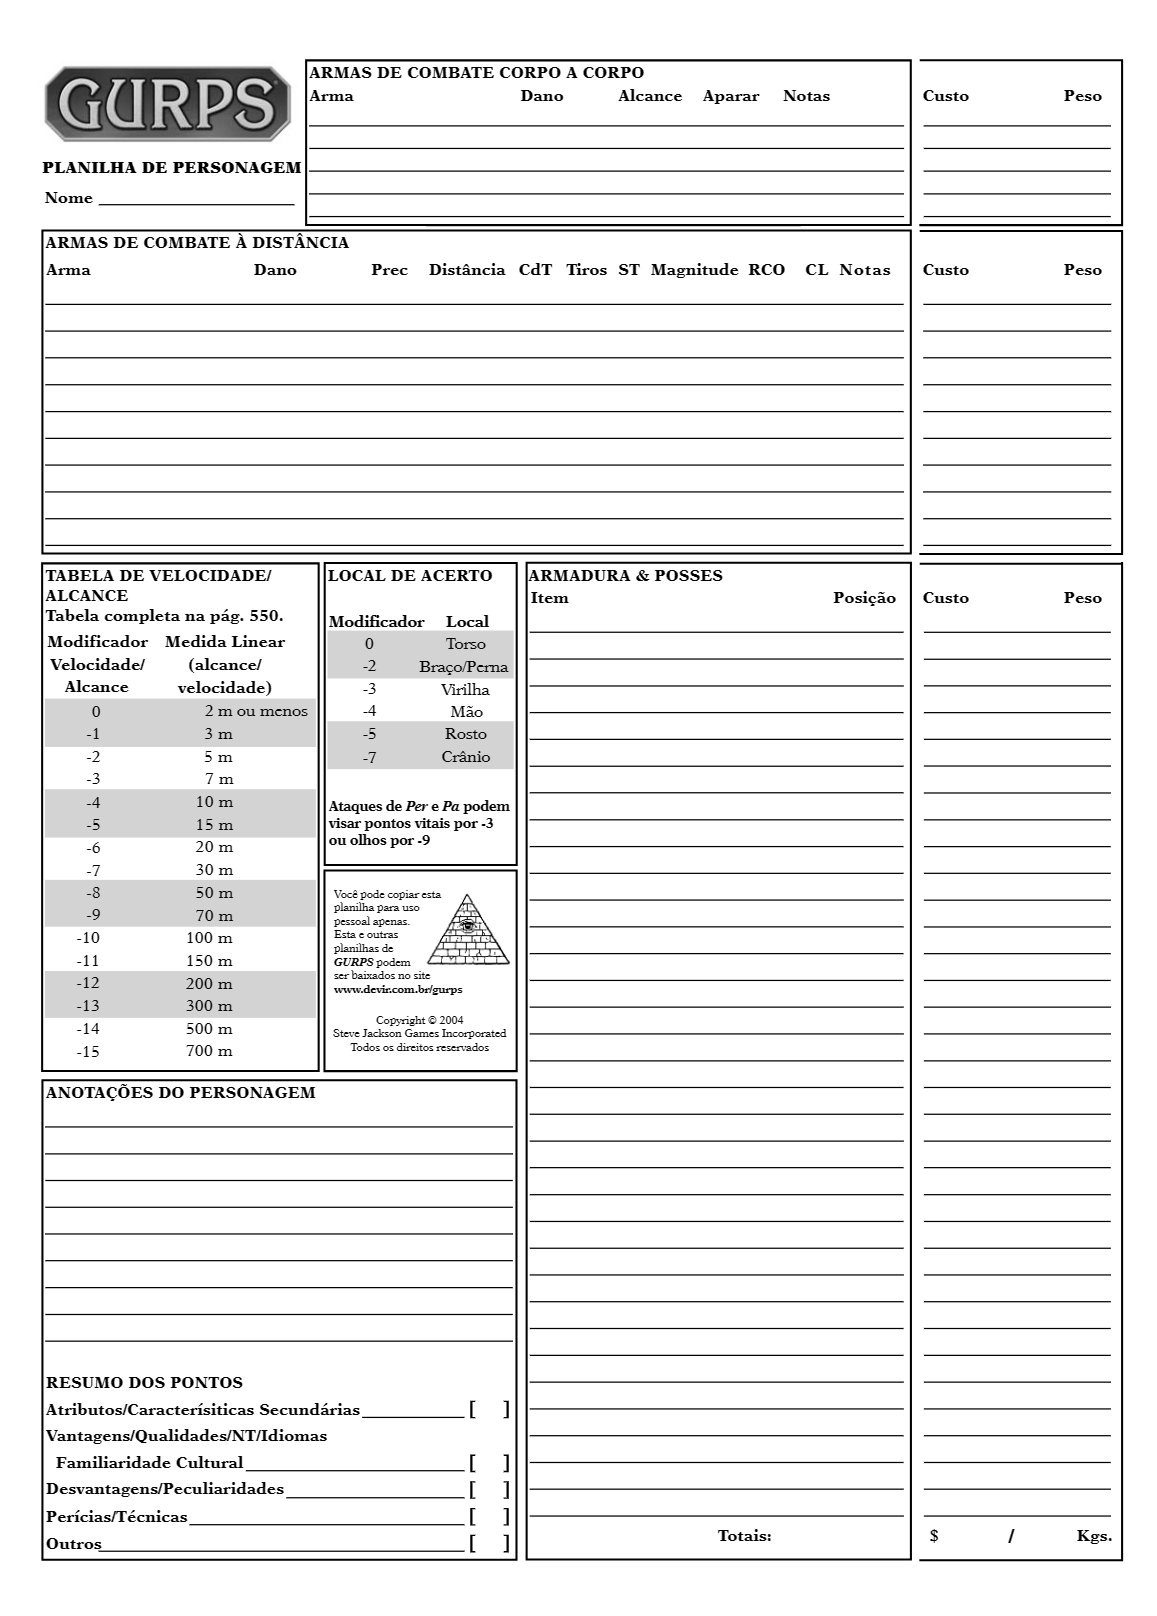 GURPS
PLANILHA DE PERSONAGEM
Nome
ARMAS DE COMBATE CORPO A CORPO
Arma Dano Alcance Aparar Notas Custo Peso
ARMAS DE COMBATE À DISTÂNCIA
Arma Dano Prec Distância CdT Tiros ST Magnitude RCO CL Notas Custo Peso
TABELA DE VELOCIDADE/
ALCANCE
Tabela completa na pág. 550.
Modificador Medida Linear
Velocidade/ (alcance/
Alcance velocidade)
0 2 m ou menos
-1 3 m
-2 5 m
-3 7 m
-4 10 m
-5 15 m
-6 20 m
-7 30 m
-8 50 m
-9 70 m
-10 100 m
-11 150 m
-12 200 m
-13 300 m
-14 500 m
-15 700 m
LOCAL DE ACERTO
Modificador Local
0 Torso
-2 Braço/Perna
-3 Virilha
-4 Mão
-5 Rosto
-7 Crânio
Ataques de Per e Pa podem
visar pontos vitais por -3
ou olhos por -9
Você pode copiar esta
planilha para uso
pessoal apenas.
Esta e outras
planilhas de
GURPS podem
ser baixados no site
www.devir.com.br/gurps
Copyright © 2004
Steve Jackson Games Incorporated
Todos os direitos reservados
ARMADURA & POSSES
Item Posição Custo Peso
Totais: $ / Kgs.
ANOTAÇÕES DO PERSONAGEM
RESUMO DOS PONTOS
Atributos/Caracterísiticas Secundárias [ ]
Vantagens/Qualidades/NT/Idiomas
Familiaridade Cultural [ ]
Desvantagens/Peculiaridades [ ]
Perícias/Técnicas [ ]
Outros [ ]